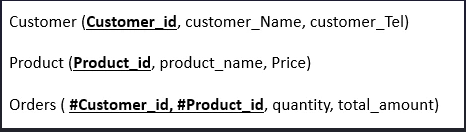 Customer (Customer_id, customer_Name, customer_Tel)
Product (Product_id, product_name, Price)
Orders ( #Customer_id, #Product_id, quantity, total_amount)